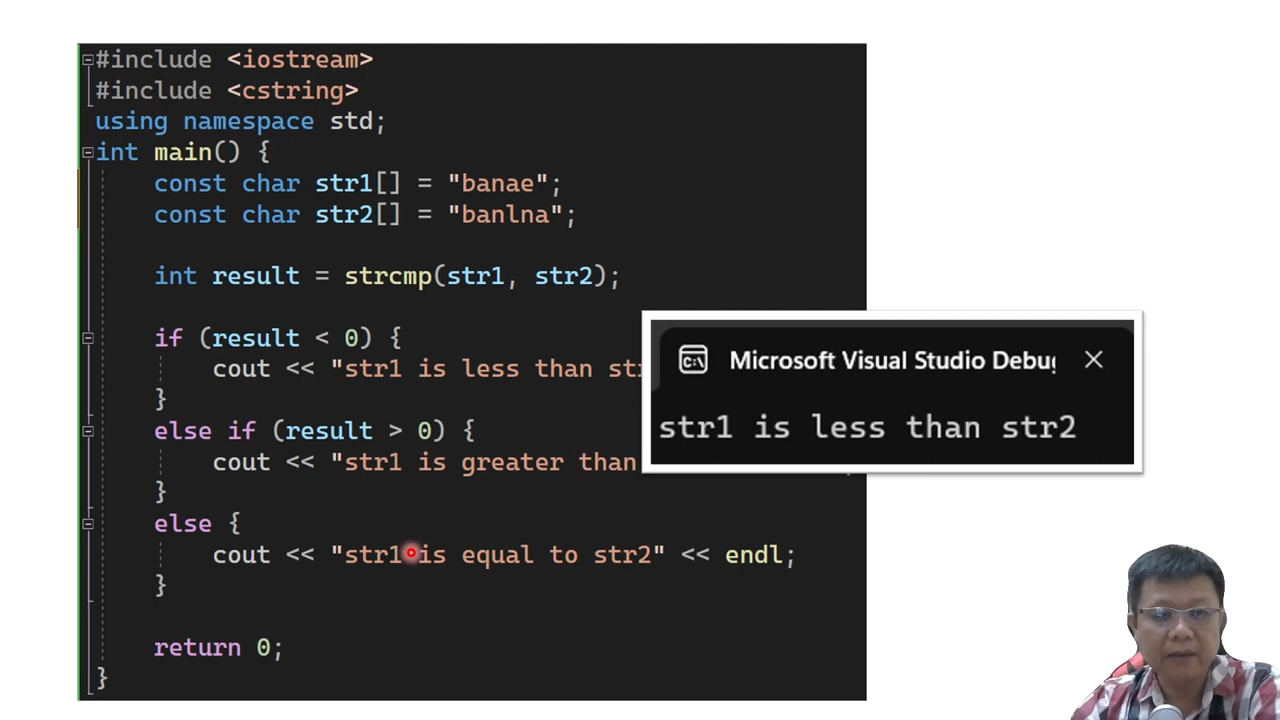 #include <iostream>
#include <cstring>
using namespace std;
int main() {
const char str1[] = "banae";
const char str2[] = "banlna";
int result = strcmp(str1, str2);
if (result < 0) {
cout << "str1 is less than
}
else if (result > 0) {
cout << "str1 is greater than
}
else {
cout << "str1 is equal to str2" << endl;
}
return 0;
}
C:\
Microsoft Visual Studio Debug
str1 is less than str2